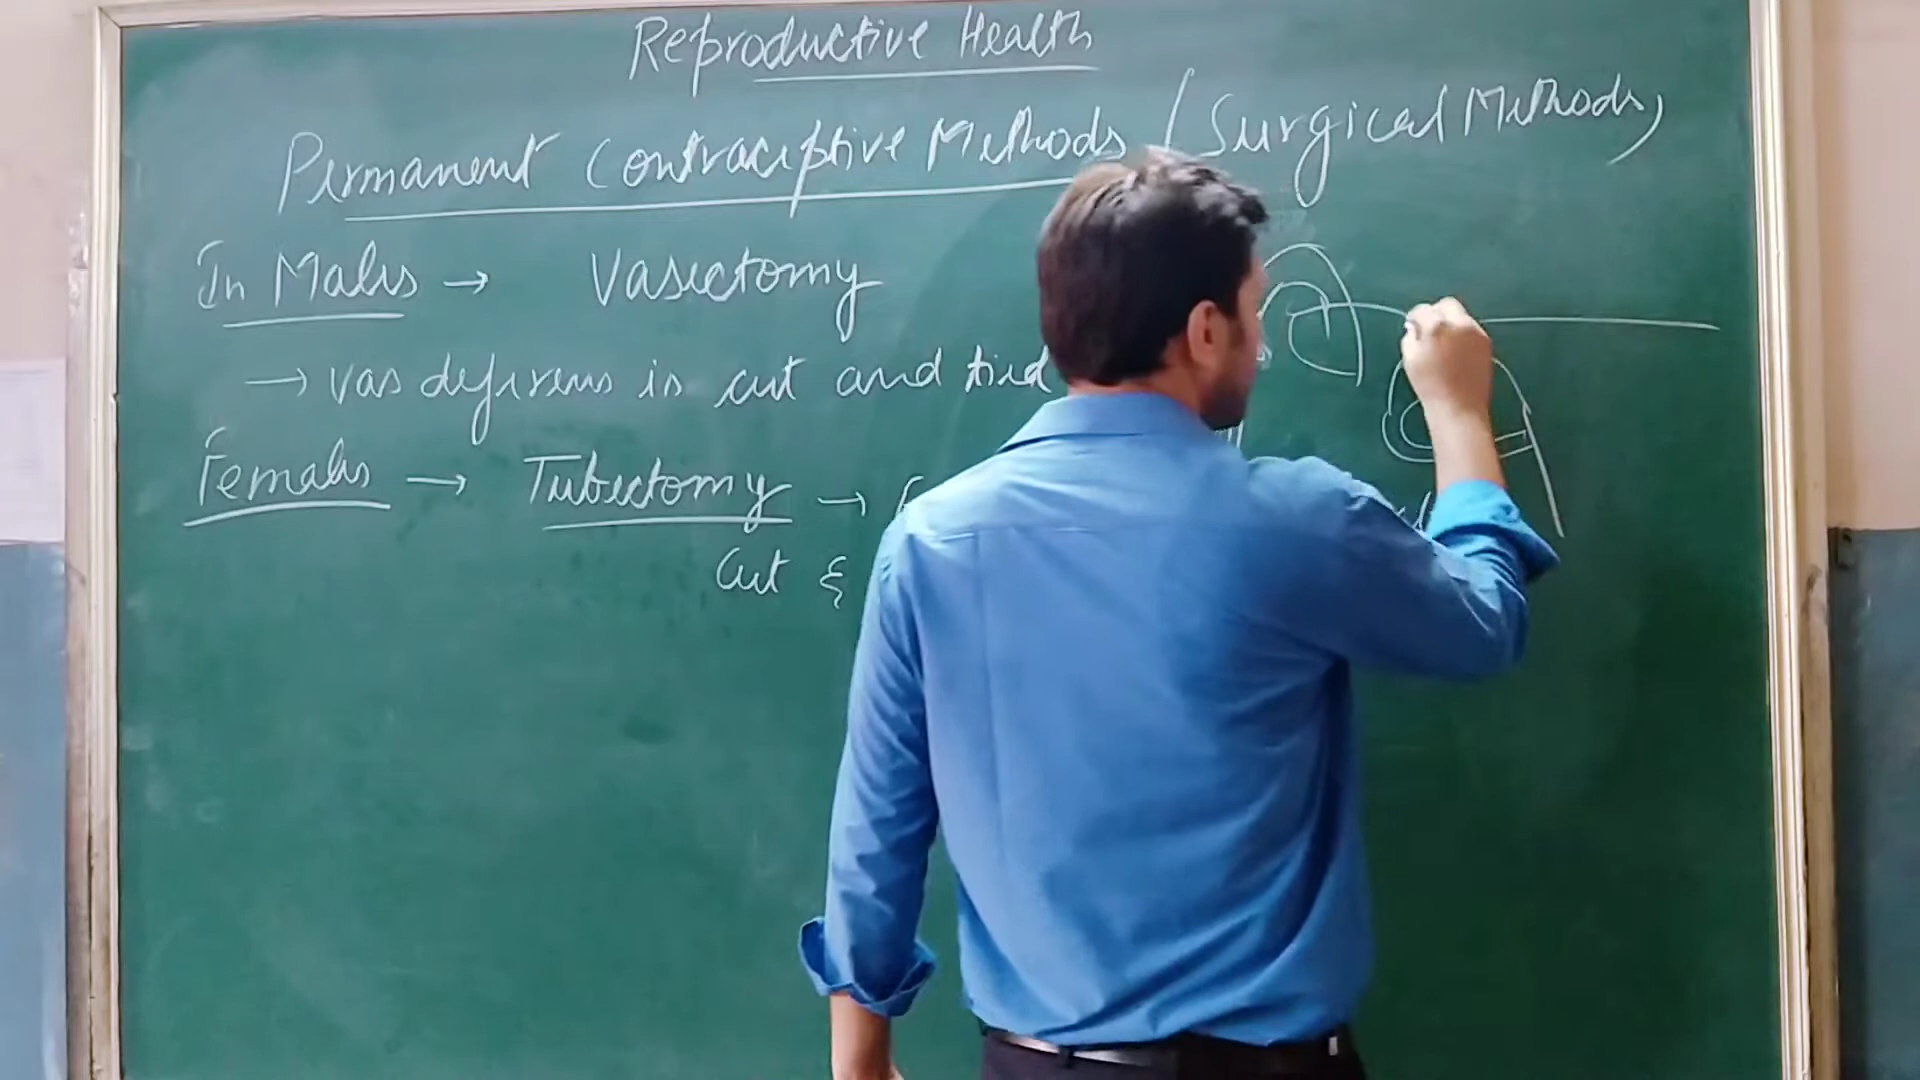 Reproductive Health
Permanent Contraceptive Methods (Surgical Methods)
In Males → Vasectomy
→ vas deferens is cut and tied
Females → Tubectomy →
Cut &